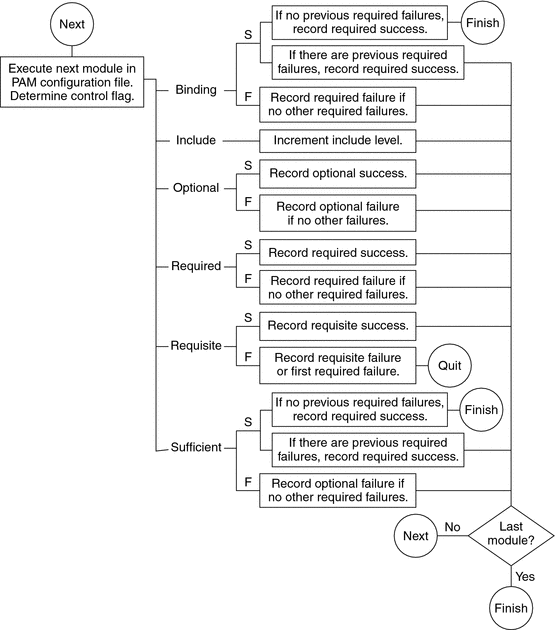 Next
Execute next module in
PAM configuration file.
Determine control flag.
Binding
S
If no previous required failures,
record required success.
Finish
If there are previous required
failures, record required success.
F
Record required failure if
no other required failures.
Include
Increment include level.
Optional
S
Record optional success.
F
Record optional failure
if no other failures.
Required
S
Record required success.
F
Record required failure if
no other required failures.
Requisite
S
Record requisite success.
F
Record requisite failure
or first required failure.
Quit
Sufficient
S
If no previous required failures,
record required success.
Finish
If there are previous required
failures, record required success.
F
Record optional failure if
no other required failures.
Last
module?
No
Next
Yes
Finish